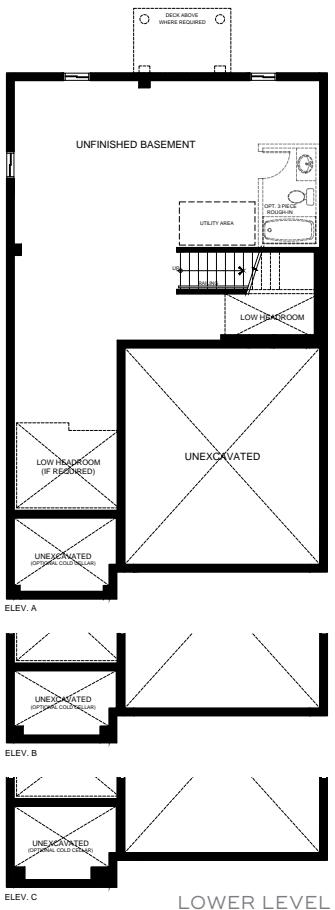 DECK ABOVE
WHERE REQUIRED
UNFINISHED BASEMENT
OPT. 3 PIECE
ROUGH-IN
UTILITY AREA
UP
RAILING
LOW HEADROOM
UNEXCAVATED
LOW HEADROOM
(IF REQUIRED)
UNEXCAVATED
(OPTIONAL COLD CELLAR)
ELEV. A
UNEXCAVATED
(OPTIONAL COLD CELLAR)
ELEV. B
UNEXCAVATED
(OPTIONAL COLD CELLAR)
ELEV. C
LOWER LEVEL